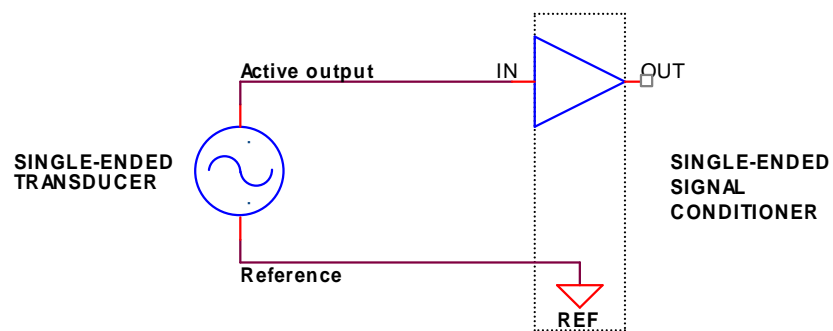 Active output
IN
OUT
SINGLE-ENDED
TRANSDUCER
SINGLE-ENDED
SIGNAL
CONDITIONER
Reference
REF